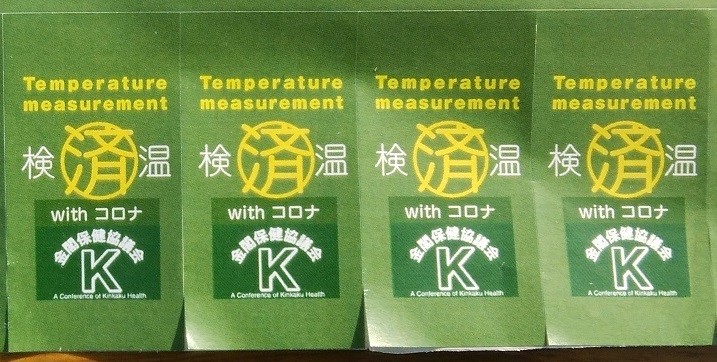 Temperature
measurement
検済温
with コロナ
金閣保健協議会
K
A Conference of Kinkaku Health
Temperature
measurement
検済温
with コロナ
金閣保健協議会
K
A Conference of Kinkaku Health
Temperature
measurement
検済温
with コロナ
金閣保健協議会
K
A Conference of Kinkaku Health
Temperature
measurement
検済温
with コロナ
金閣保健協議会
K
A Conference of Kinkaku Health